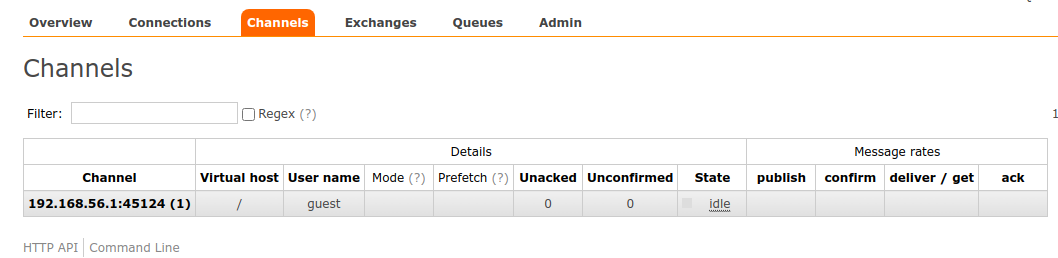 Overview Connections Channels Exchanges Queues Admin
Channels
Filter: Regex (?) 1
Details Message rates
Channel Virtual host User name Mode (?) Prefetch (?) Unacked Unconfirmed State publish confirm deliver / get ack
192.168.56.1:45124 (1) / guest 0 0 idle
HTTP API Command Line